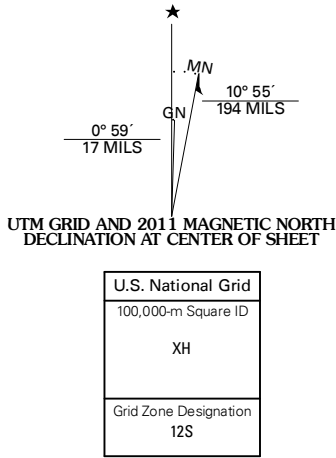 ★
MN
GN
10° 55´
194 MILS
0° 59´
17 MILS
UTM GRID AND 2011 MAGNETIC NORTH
DECLINATION AT CENTER OF SHEET
U.S. National Grid
100,000-m Square ID
XH
Grid Zone Designation
12S